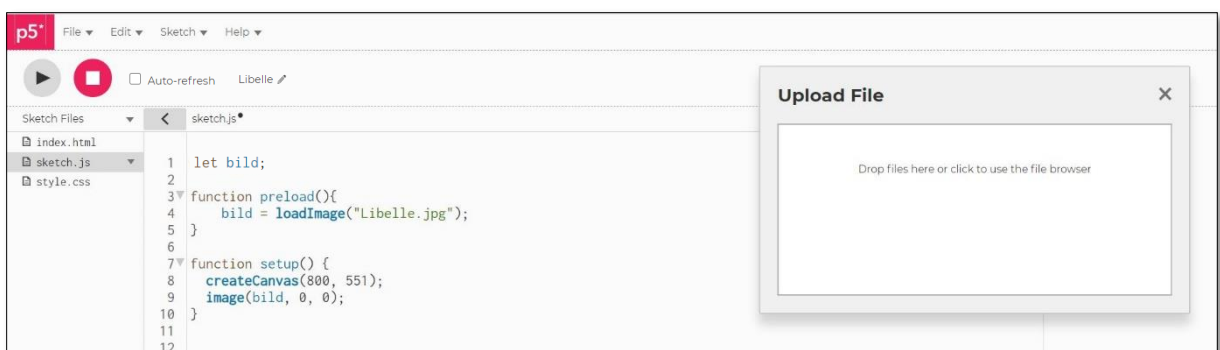 p5* File Edit Sketch Help
Auto-refresh Libelle
Upload File
Sketch Files sketch.js
index.html
sketch.js
style.css
Drop files here or click to use the file browser
1 let bild;
2
3 function preload(){
4 bild = loadImage("Libelle.jpg");
5 }
6
7 function setup() {
8 createCanvas(800, 551);
9 image(bild, 0, 0);
10 }
11
12